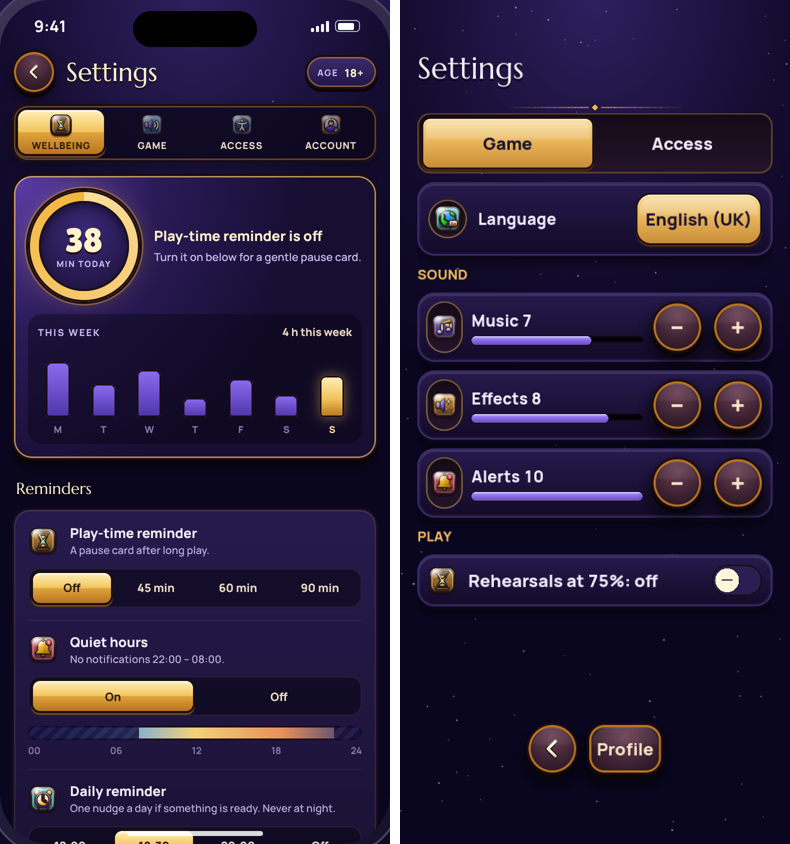 9:41
Settings
AGE 18+
WELLBEING
GAME
ACCESS
ACCOUNT
38
MIN TODAY
Play-time reminder is off
Turn it on below for a gentle pause card.
THIS WEEK
4 h this week
M T W T F S S
Reminders
Play-time reminder
A pause card after long play.
Off 45 min 60 min 90 min
Quiet hours
No notifications 22:00 – 08:00.
On Off
00 06 12 18 24
Daily reminder
One nudge a day if something is ready. Never at night.
Settings
Game Access
Language English (UK)
SOUND
Music 7
Effects 8
Alerts 10
PLAY
Rehearsals at 75%: off
Profile